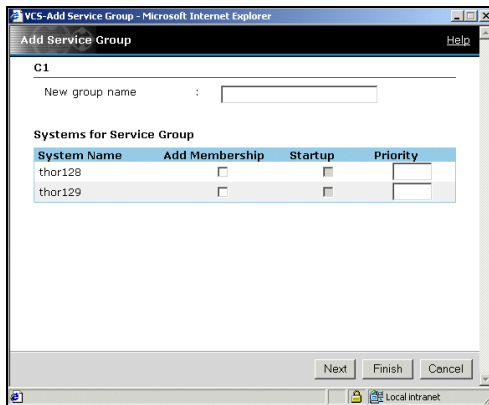 VCS-Add Service Group - Microsoft Internet Explorer
Add Service Group Help
C1
New group name :
Systems for Service Group
System Name Add Membership Startup Priority
thor128
thor129
Next Finish Cancel
Local intranet